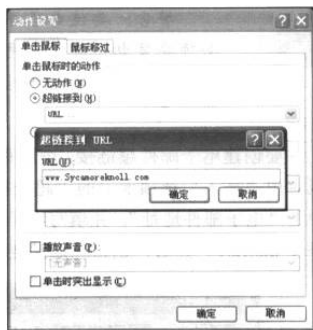 动作设置
单击鼠标 鼠标移过
单击鼠标时的动作
无动作(N)
超链接到(H)
URL
超链接到 URL
URL(U):
www.Sycamoreknoll.com
确定 取消
播放声音(P):
[无声音]
单击时突出显示(C)
确定 取消